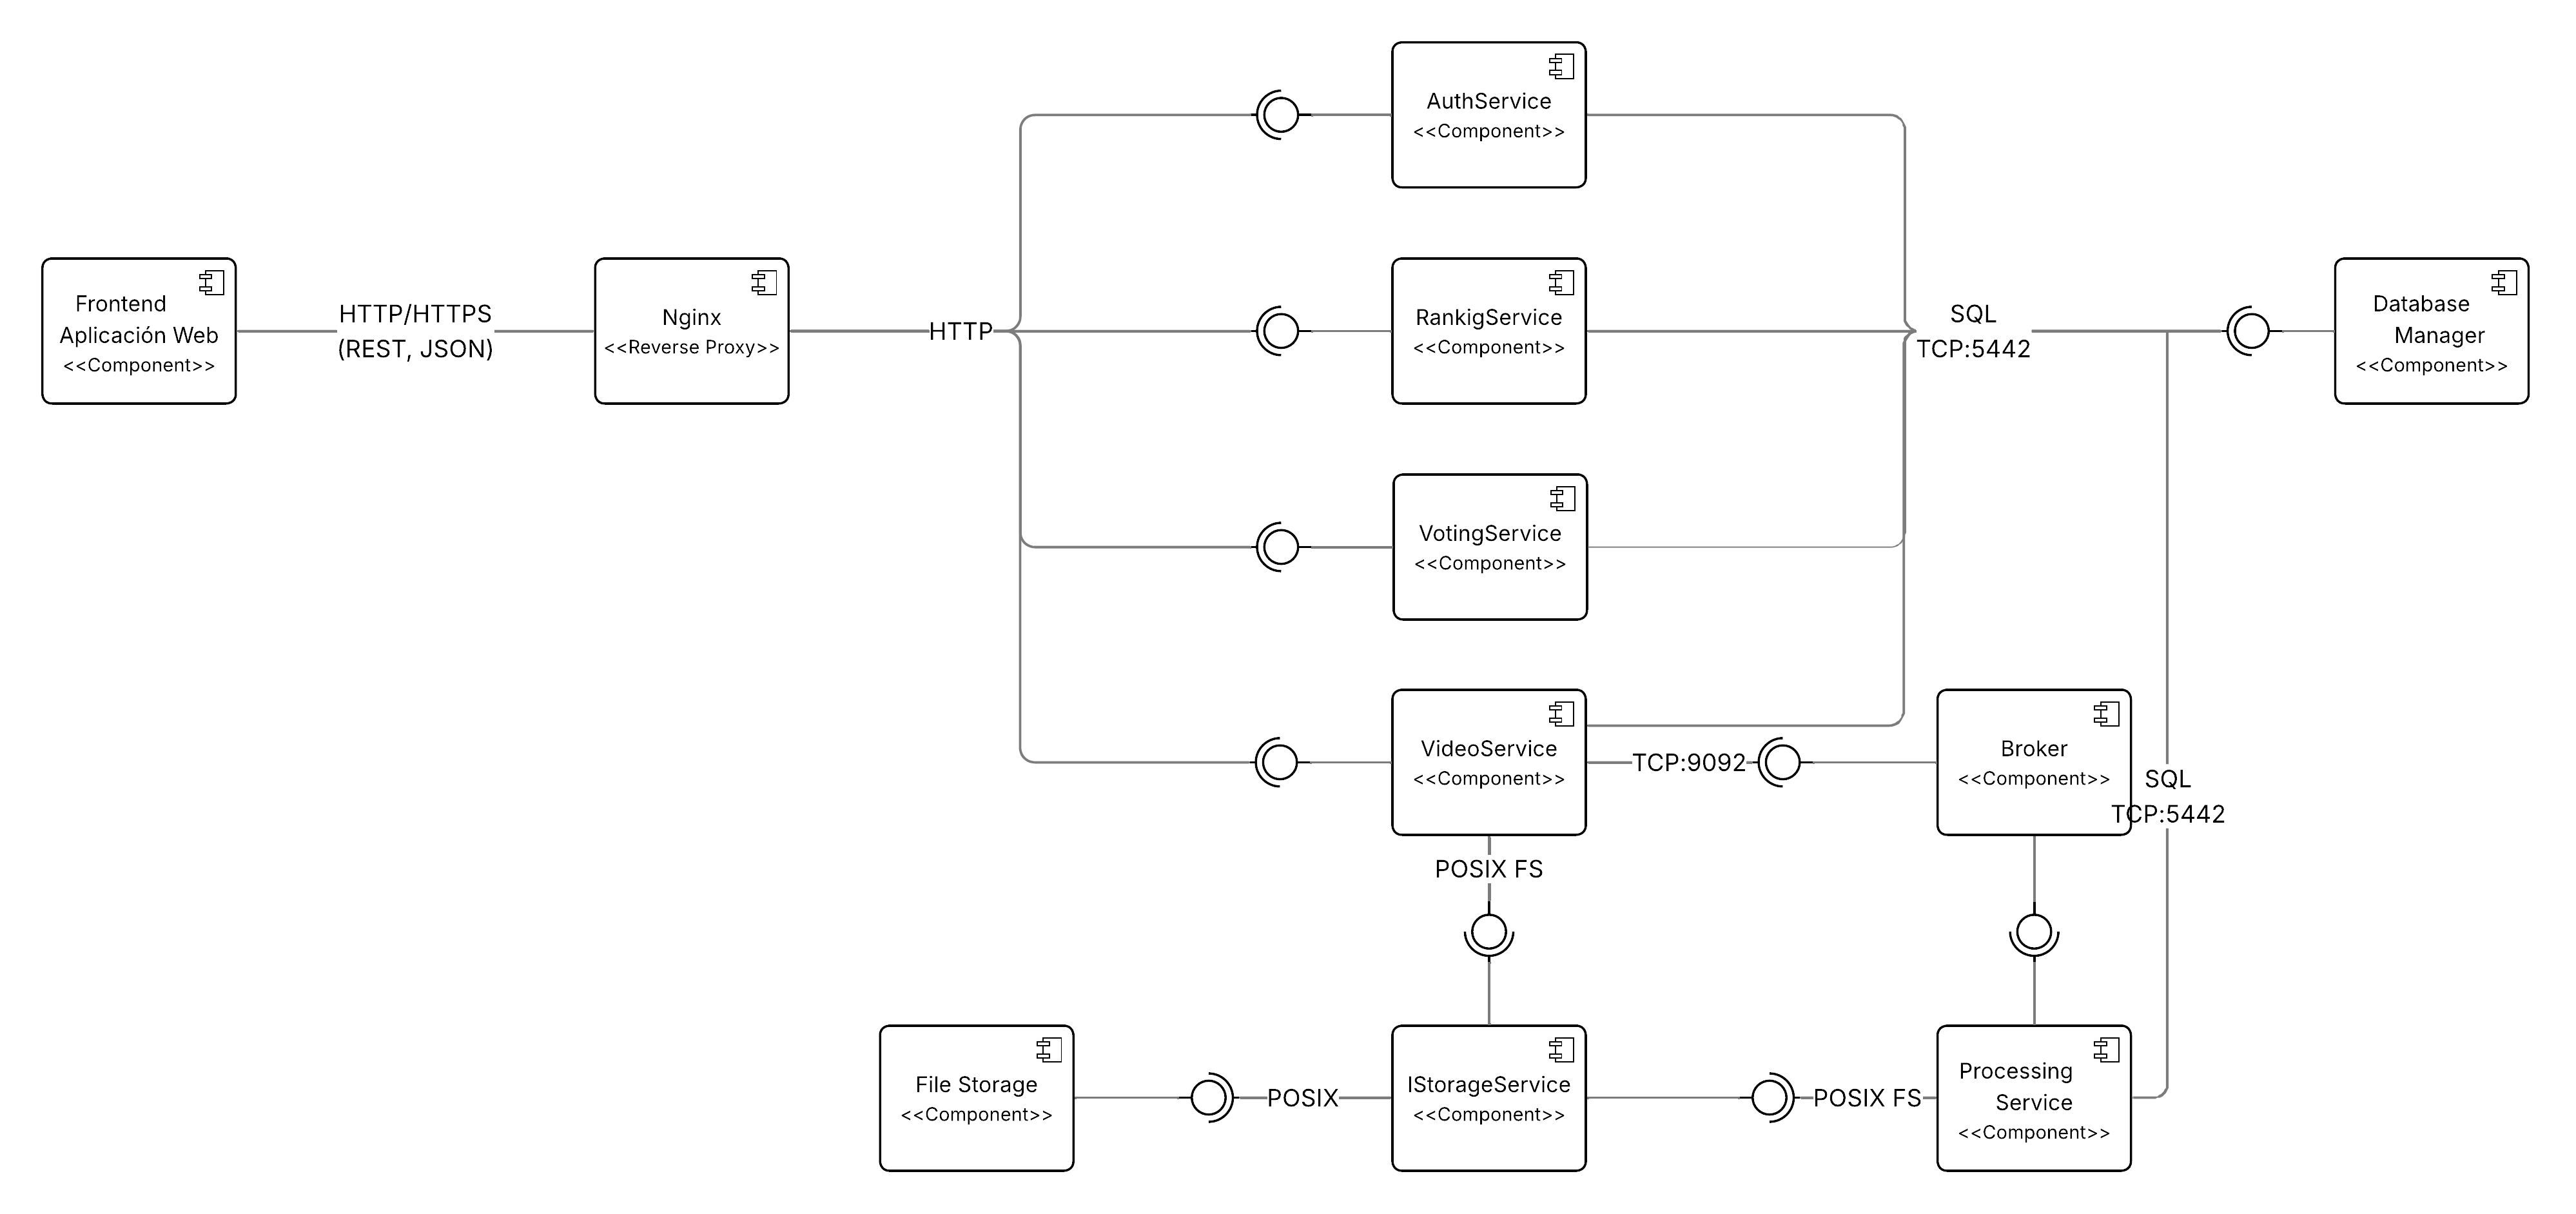 AuthService
<<Component>>
Frontend
Aplicación Web
<<Component>>
HTTP/HTTPS
(REST, JSON)
Nginx
<<Reverse Proxy>>
HTTP
RankigService
<<Component>>
SQL
TCP:5442
Database
Manager
<<Component>>
VotingService
<<Component>>
VideoService
<<Component>>
TCP:9092
Broker
<<Component>>
SQL
TCP:5442
POSIX FS
File Storage
<<Component>>
POSIX
IStorageService
<<Component>>
POSIX FS
Processing
Service
<<Component>>